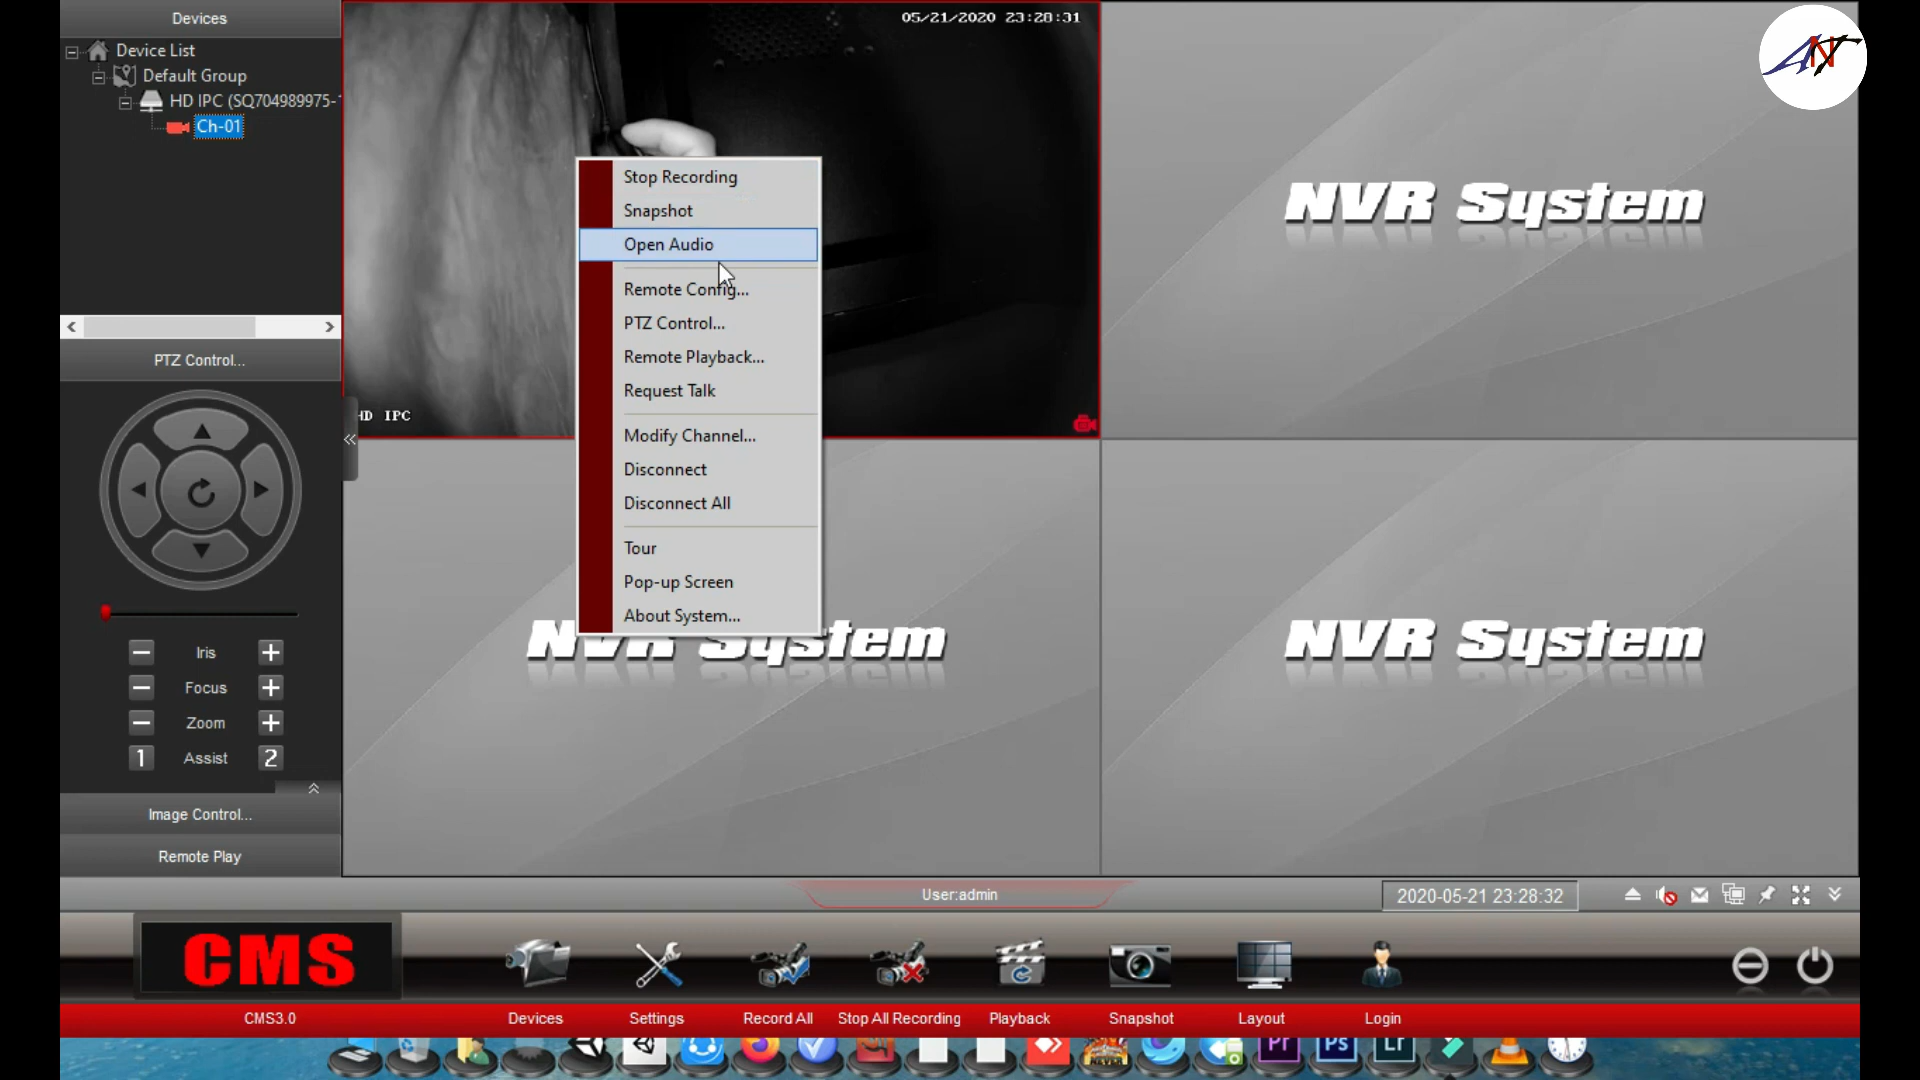 Devices
Device List
Default Group
HD IPC (SQ704989975-
Ch-01
PTZ Control...
Iris
Focus
Zoom
1 Assist 2
Image Control...
Remote Play
05/21/2020 23:28:31
HD IPC
Stop Recording
Snapshot
Open Audio
Remote Config...
PTZ Control...
Remote Playback...
Request Talk
Modify Channel...
Disconnect
Disconnect All
Tour
Pop-up Screen
About System...
NVR System
NVR System
NVR System
ANT
User:admin
2020-05-21 23:28:32
CMS
CMS3.0
Devices
Settings
Record All
Stop All Recording
Playback
Snapshot
Layout
Login
Pr
Ps
Lr